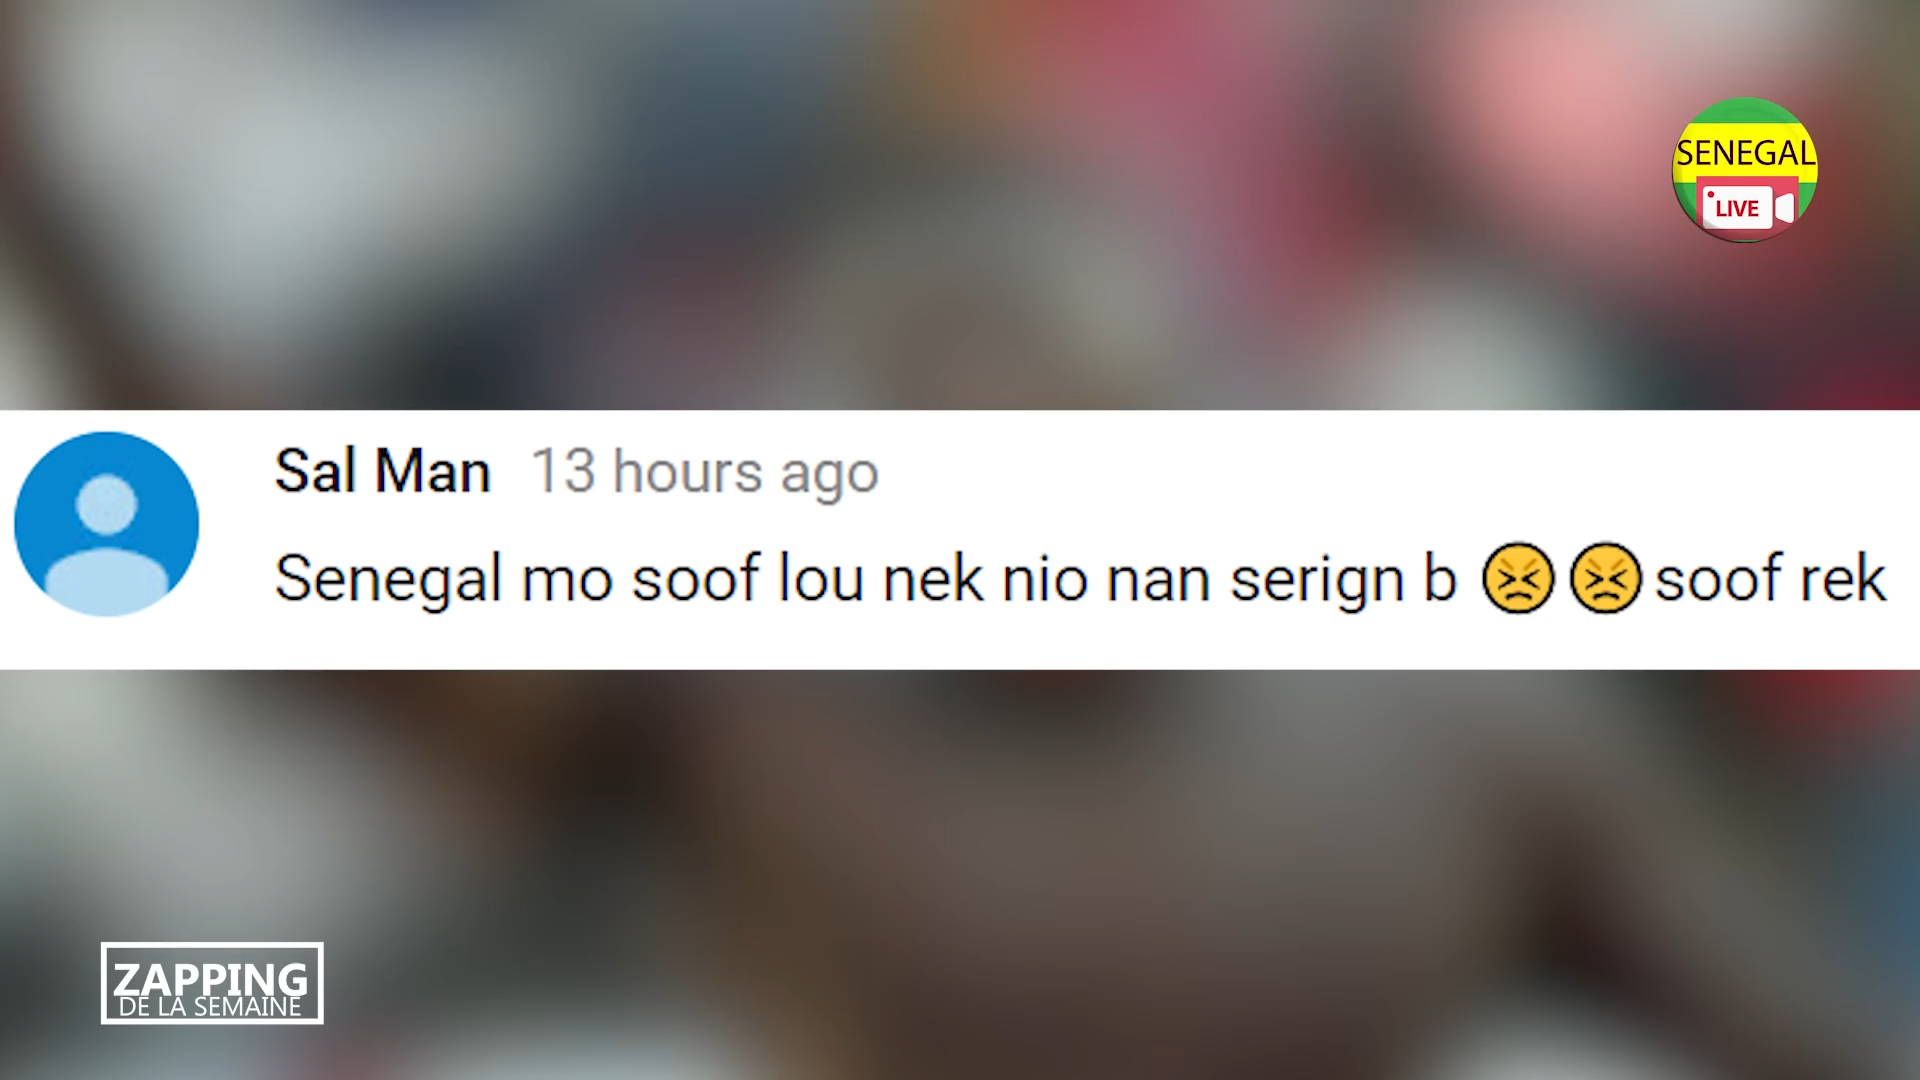 SENEGAL
LIVE
Sal Man 13 hours ago
Senegal mo soof lou nek nio nan serign b 😣😣 soof rek
ZAPPING
DE LA SEMAINE